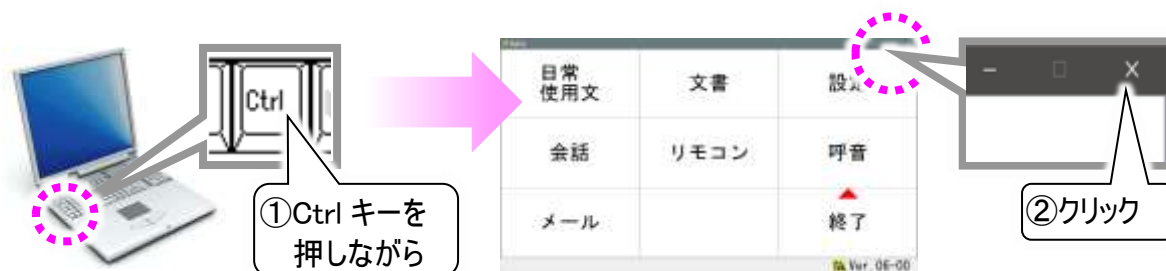 Ctrl
①Ctrl キーを
押しながら
日常
使用文
文書
設定
会話
リモコン
呼音
メール
終了
Ver. 06-00
②クリック